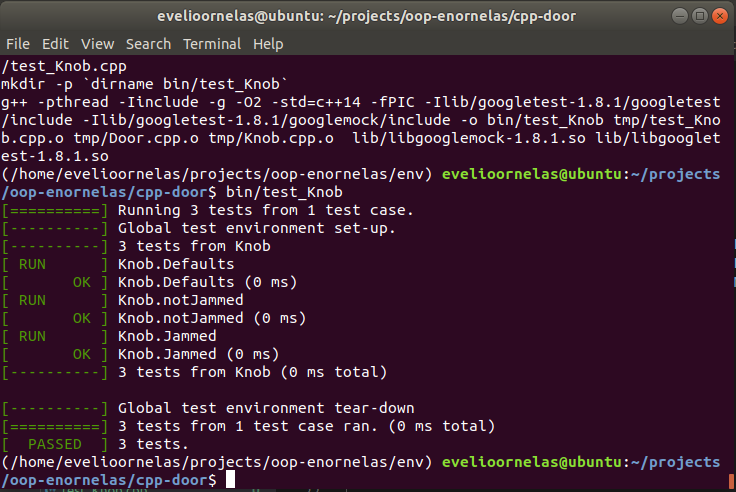 evelioornelas@ubuntu: ~/projects/oop-enornelas/cpp-door
File Edit View Search Terminal Help
/test_Knob.cpp
mkdir -p `dirname bin/test_Knob`
g++ -pthread -Iinclude -g -O2 -std=c++14 -fPIC -Ilib/googletest-1.8.1/googletest
/include -Ilib/googletest-1.8.1/googlemock/include -o bin/test_Knob tmp/test_Kno
b.cpp.o tmp/Door.cpp.o tmp/Knob.cpp.o  lib/libgooglemock-1.8.1.so lib/libgooglet
est-1.8.1.so
(/home/evelioornelas/projects/oop-enornelas/env) evelioornelas@ubuntu:~/projects
/oop-enornelas/cpp-door$ bin/test_Knob
[==========] Running 3 tests from 1 test case.
[----------] Global test environment set-up.
[----------] 3 tests from Knob
[ RUN      ] Knob.Defaults
[       OK ] Knob.Defaults (0 ms)
[ RUN      ] Knob.notJammed
[       OK ] Knob.notJammed (0 ms)
[ RUN      ] Knob.Jammed
[       OK ] Knob.Jammed (0 ms)
[----------] 3 tests from Knob (0 ms total)

[----------] Global test environment tear-down
[==========] 3 tests from 1 test case ran. (0 ms total)
[  PASSED  ] 3 tests.
(/home/evelioornelas/projects/oop-enornelas/env) evelioornelas@ubuntu:~/projects
/oop-enornelas/cpp-door$